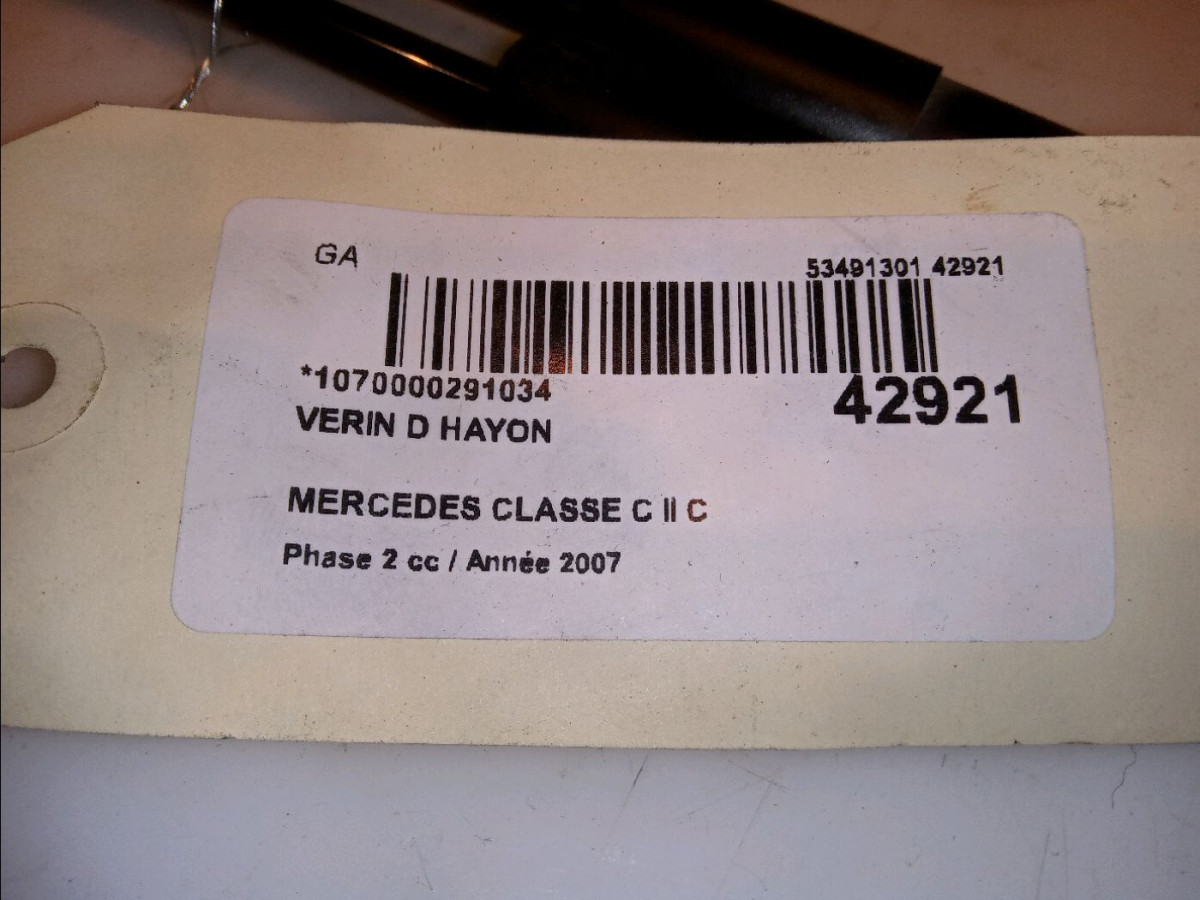 GA
53491301 42921
*1070000291034
42921
VERIN D HAYON
MERCEDES CLASSE C II C
Phase 2 cc / Année 2007